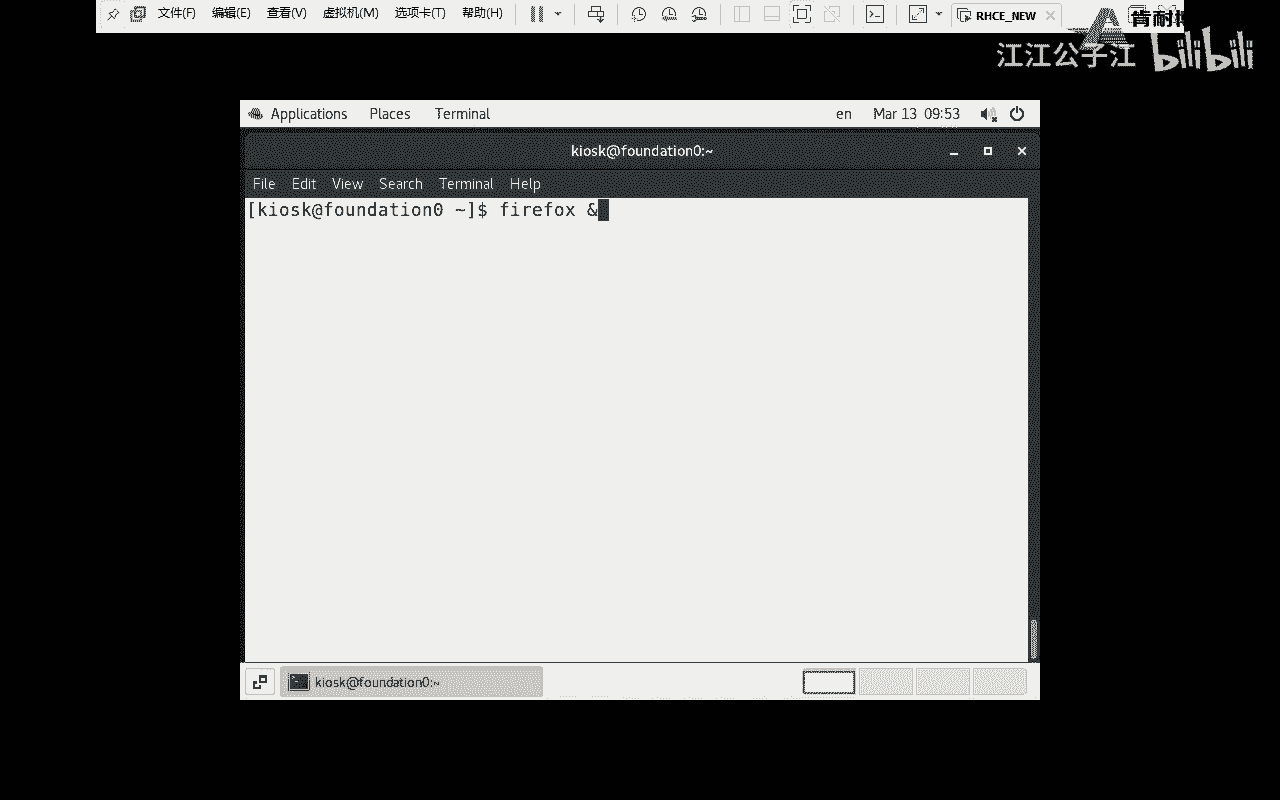 文件(F) 编辑(E) 查看(V) 虚拟机(M) 选项卡(T) 帮助(H) RHCE_NEW
肯耐
江江公子江 bilibili
Applications Places Terminal en Mar 13 09:53
kiosk@foundation0:~
File Edit View Search Terminal Help
[kiosk@foundation0 ~]$ firefox &
kiosk@foundation0:~